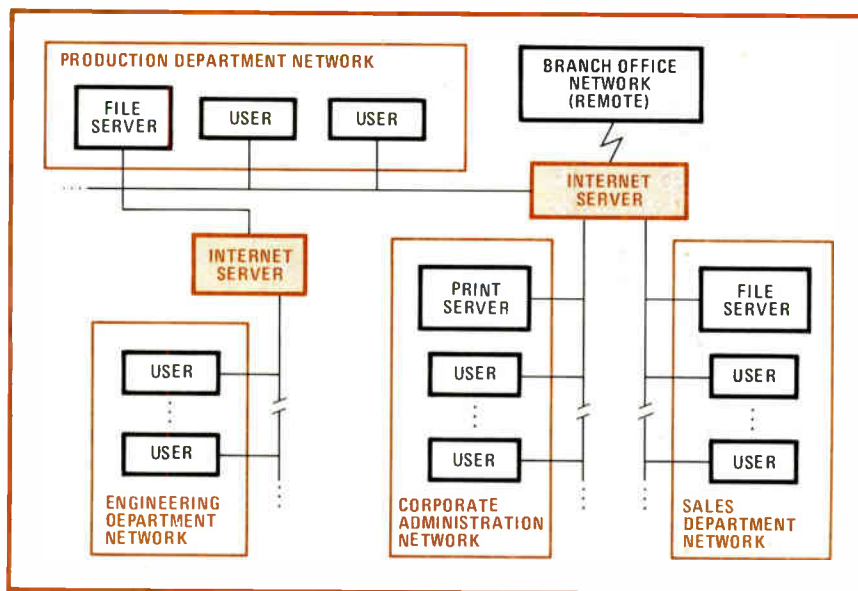 PRODUCTION DEPARTMENT NETWORK
FILE
SERVER
USER
USER
BRANCH OFFICE
NETWORK
(REMOTE)
INTERNET
SERVER
INTERNET
SERVER
PRINT
SERVER
FILE
SERVER
USER
USER
USER
USER
USER
USER
ENGINEERING
DEPARTMENT
NETWORK
CORPORATE
ADMINISTRATION
NETWORK
SALES
DEPARTMENT
NETWORK